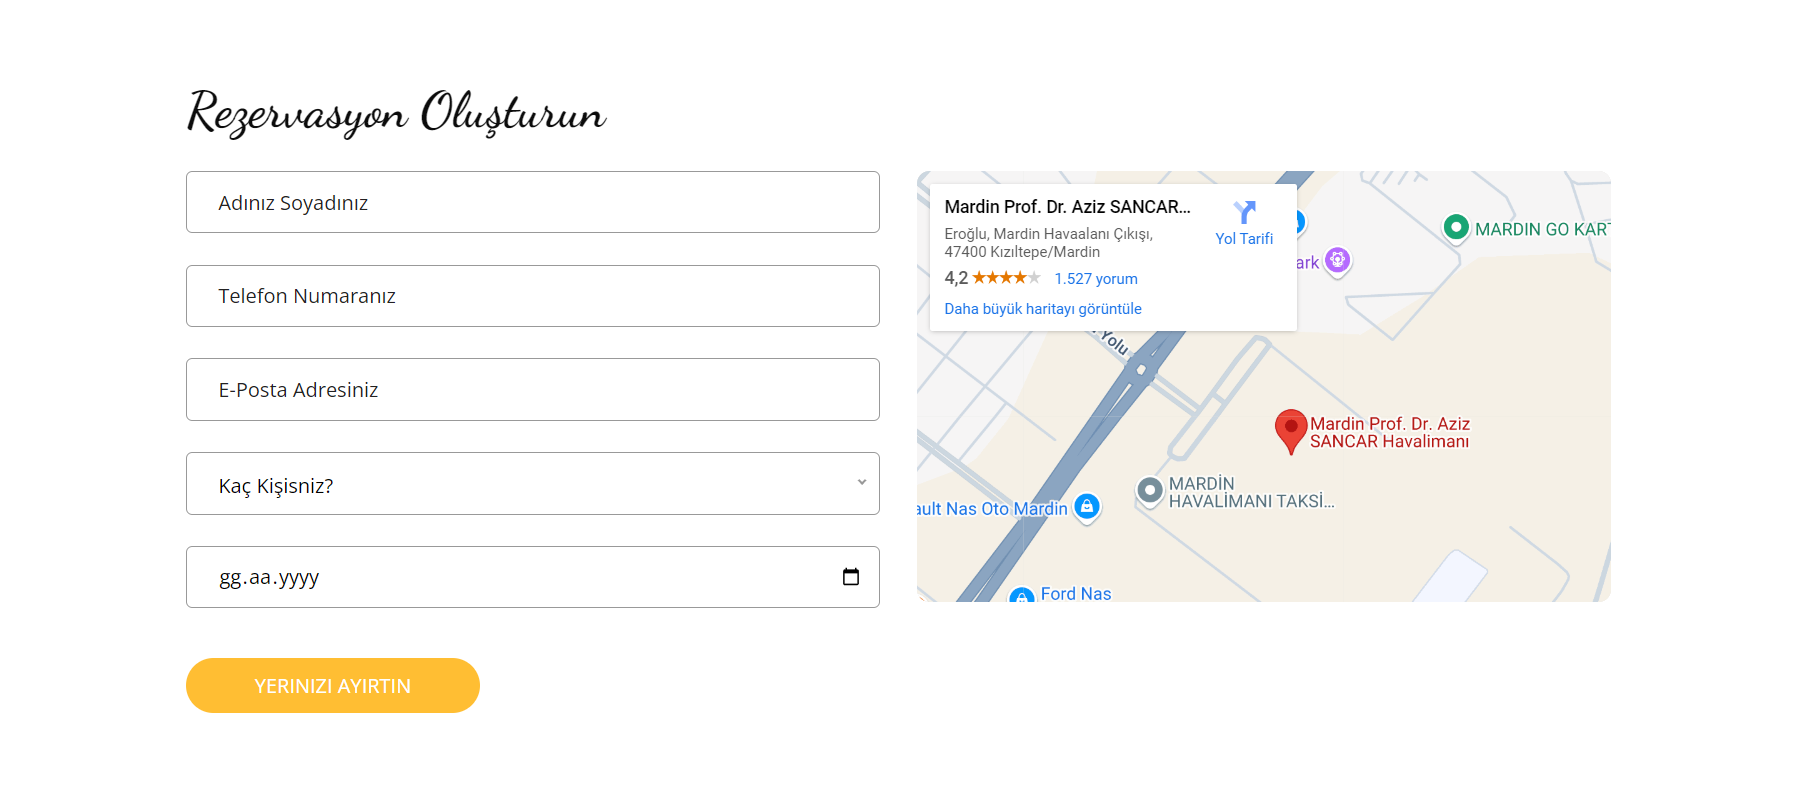 Rezervasyon Oluşturun
Adınız Soyadınız
Telefon Numaranız
E-Posta Adresiniz
Kaç Kişisniz?
gg.aa.yyyy
YERINIZI AYIRTIN
Mardin Prof. Dr. Aziz SANCAR...
Eroğlu, Mardin Havaalanı Çıkışı,
47400 Kızıltepe/Mardin
4,2 1.527 yorum
Daha büyük haritayı görüntüle
Yol Tarifi
MARDIN GO KART
ark
Yolu
Mardin Prof. Dr. Aziz
SANCAR Havalimanı
MARDİN
HAVALİMANI TAKSİ...
ault Nas Oto Mardin
Ford Nas